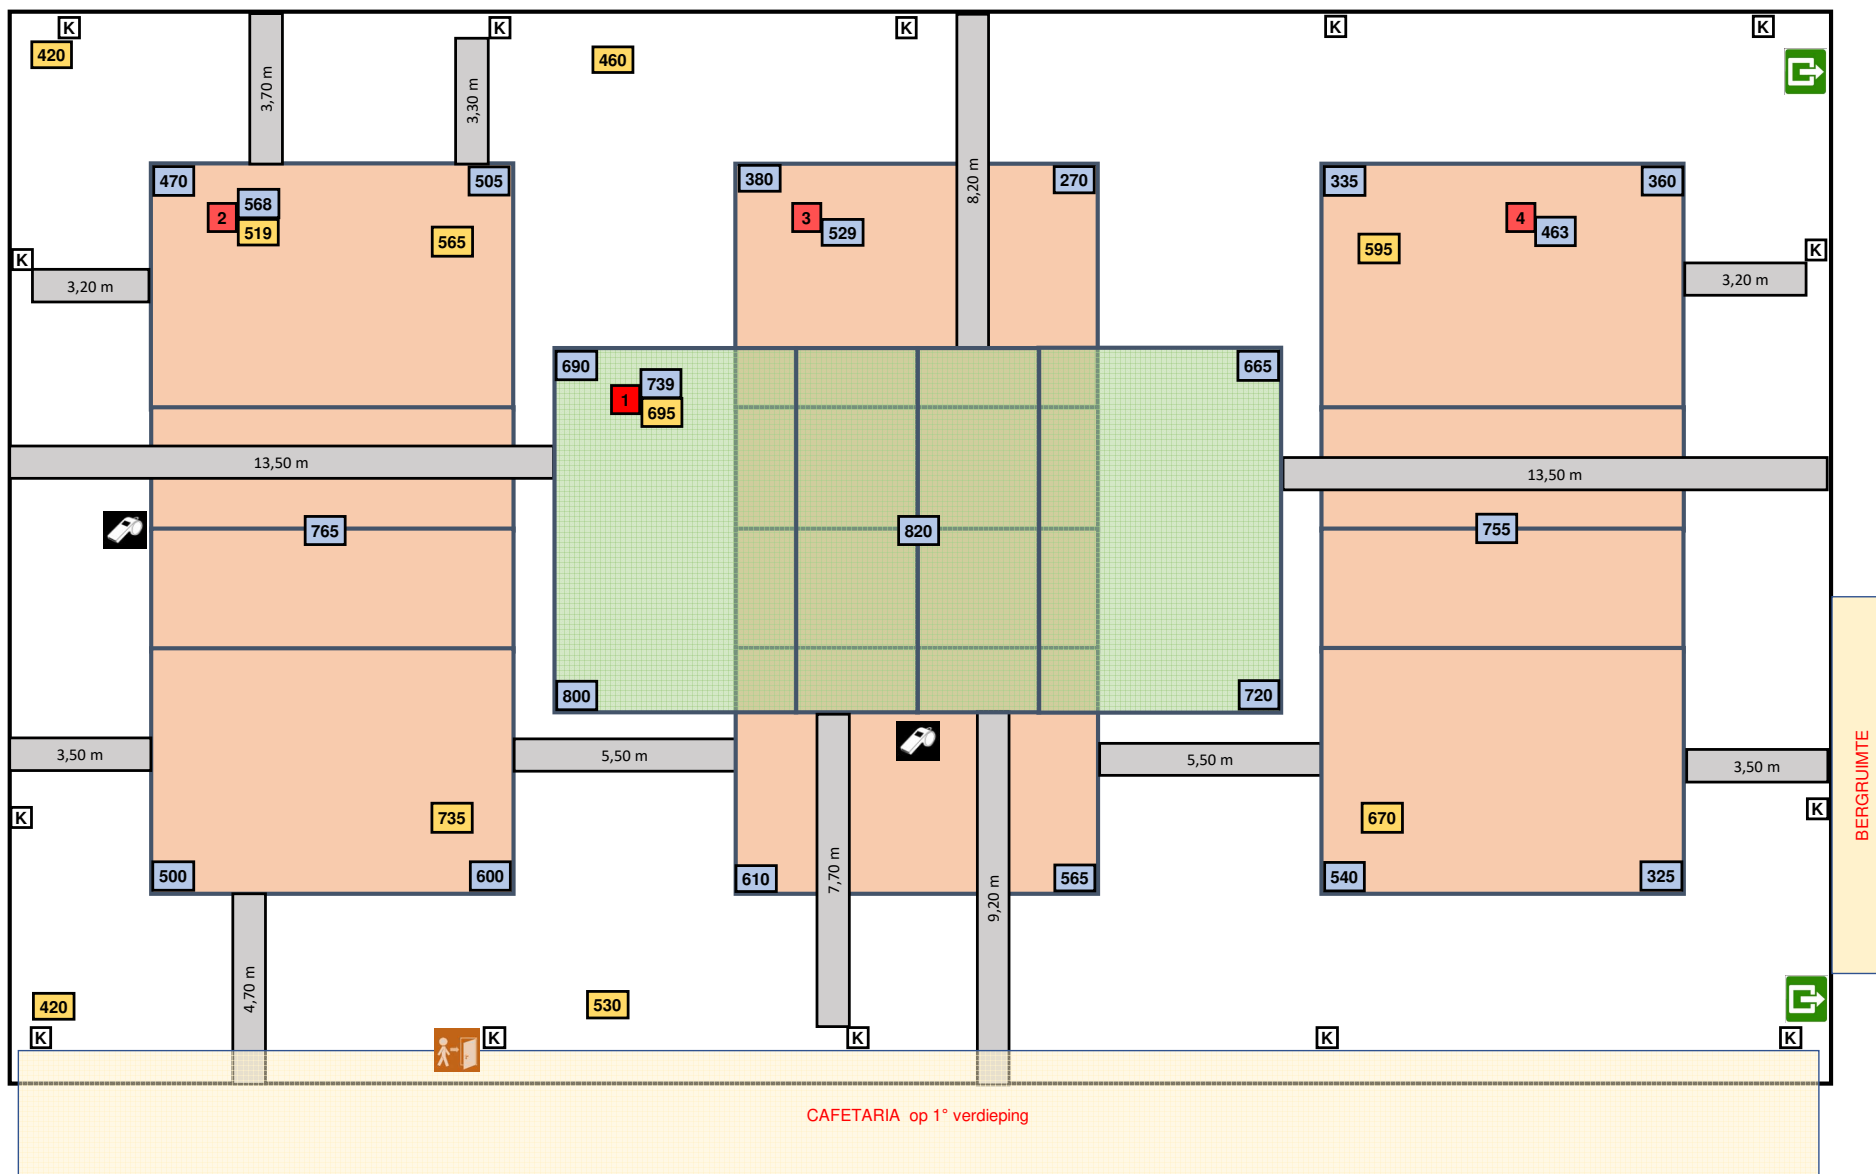 K K K K K
420 460
3,70 m
3,30 m
8,20 m
470 505 380 270 335 360
2 568 3 4
519 529 463
565 595
K K
3,20 m 3,20 m
690 665
1 739
695
13,50 m 13,50 m
765 820 755
800 720
3,50 m 5,50 m 5,50 m 3,50 m
BERGRUIMTE
K 735 670 K
7,70 m
9,20 m
500 600 610 565 540 325
4,70 m
420 530
K K K K K
CAFETARIA op 1° verdieping